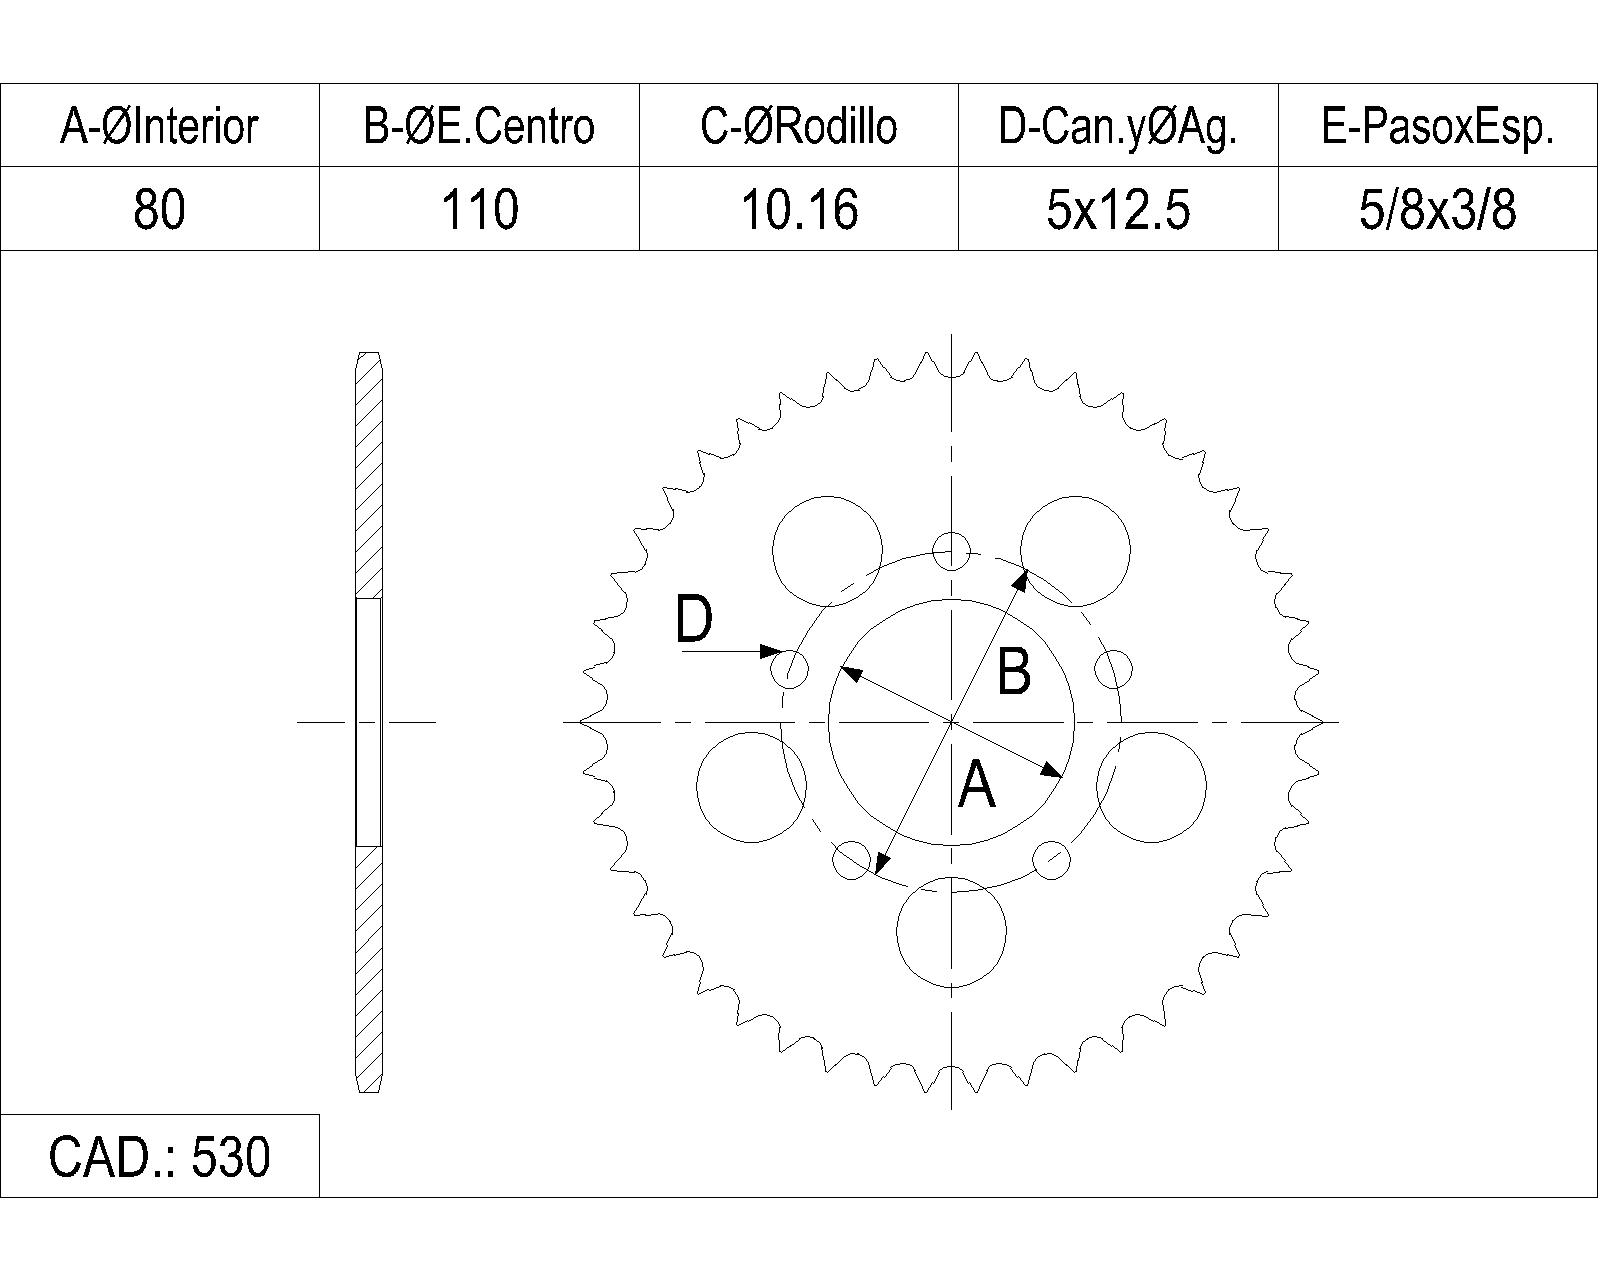 A-ØInterior B-ØE.Centro C-ØRodillo D-Can.yØAg. E-PasoxEsp.
80 110 10.16 5x12.5 5/8x3/8
D
B
A
CAD.: 530